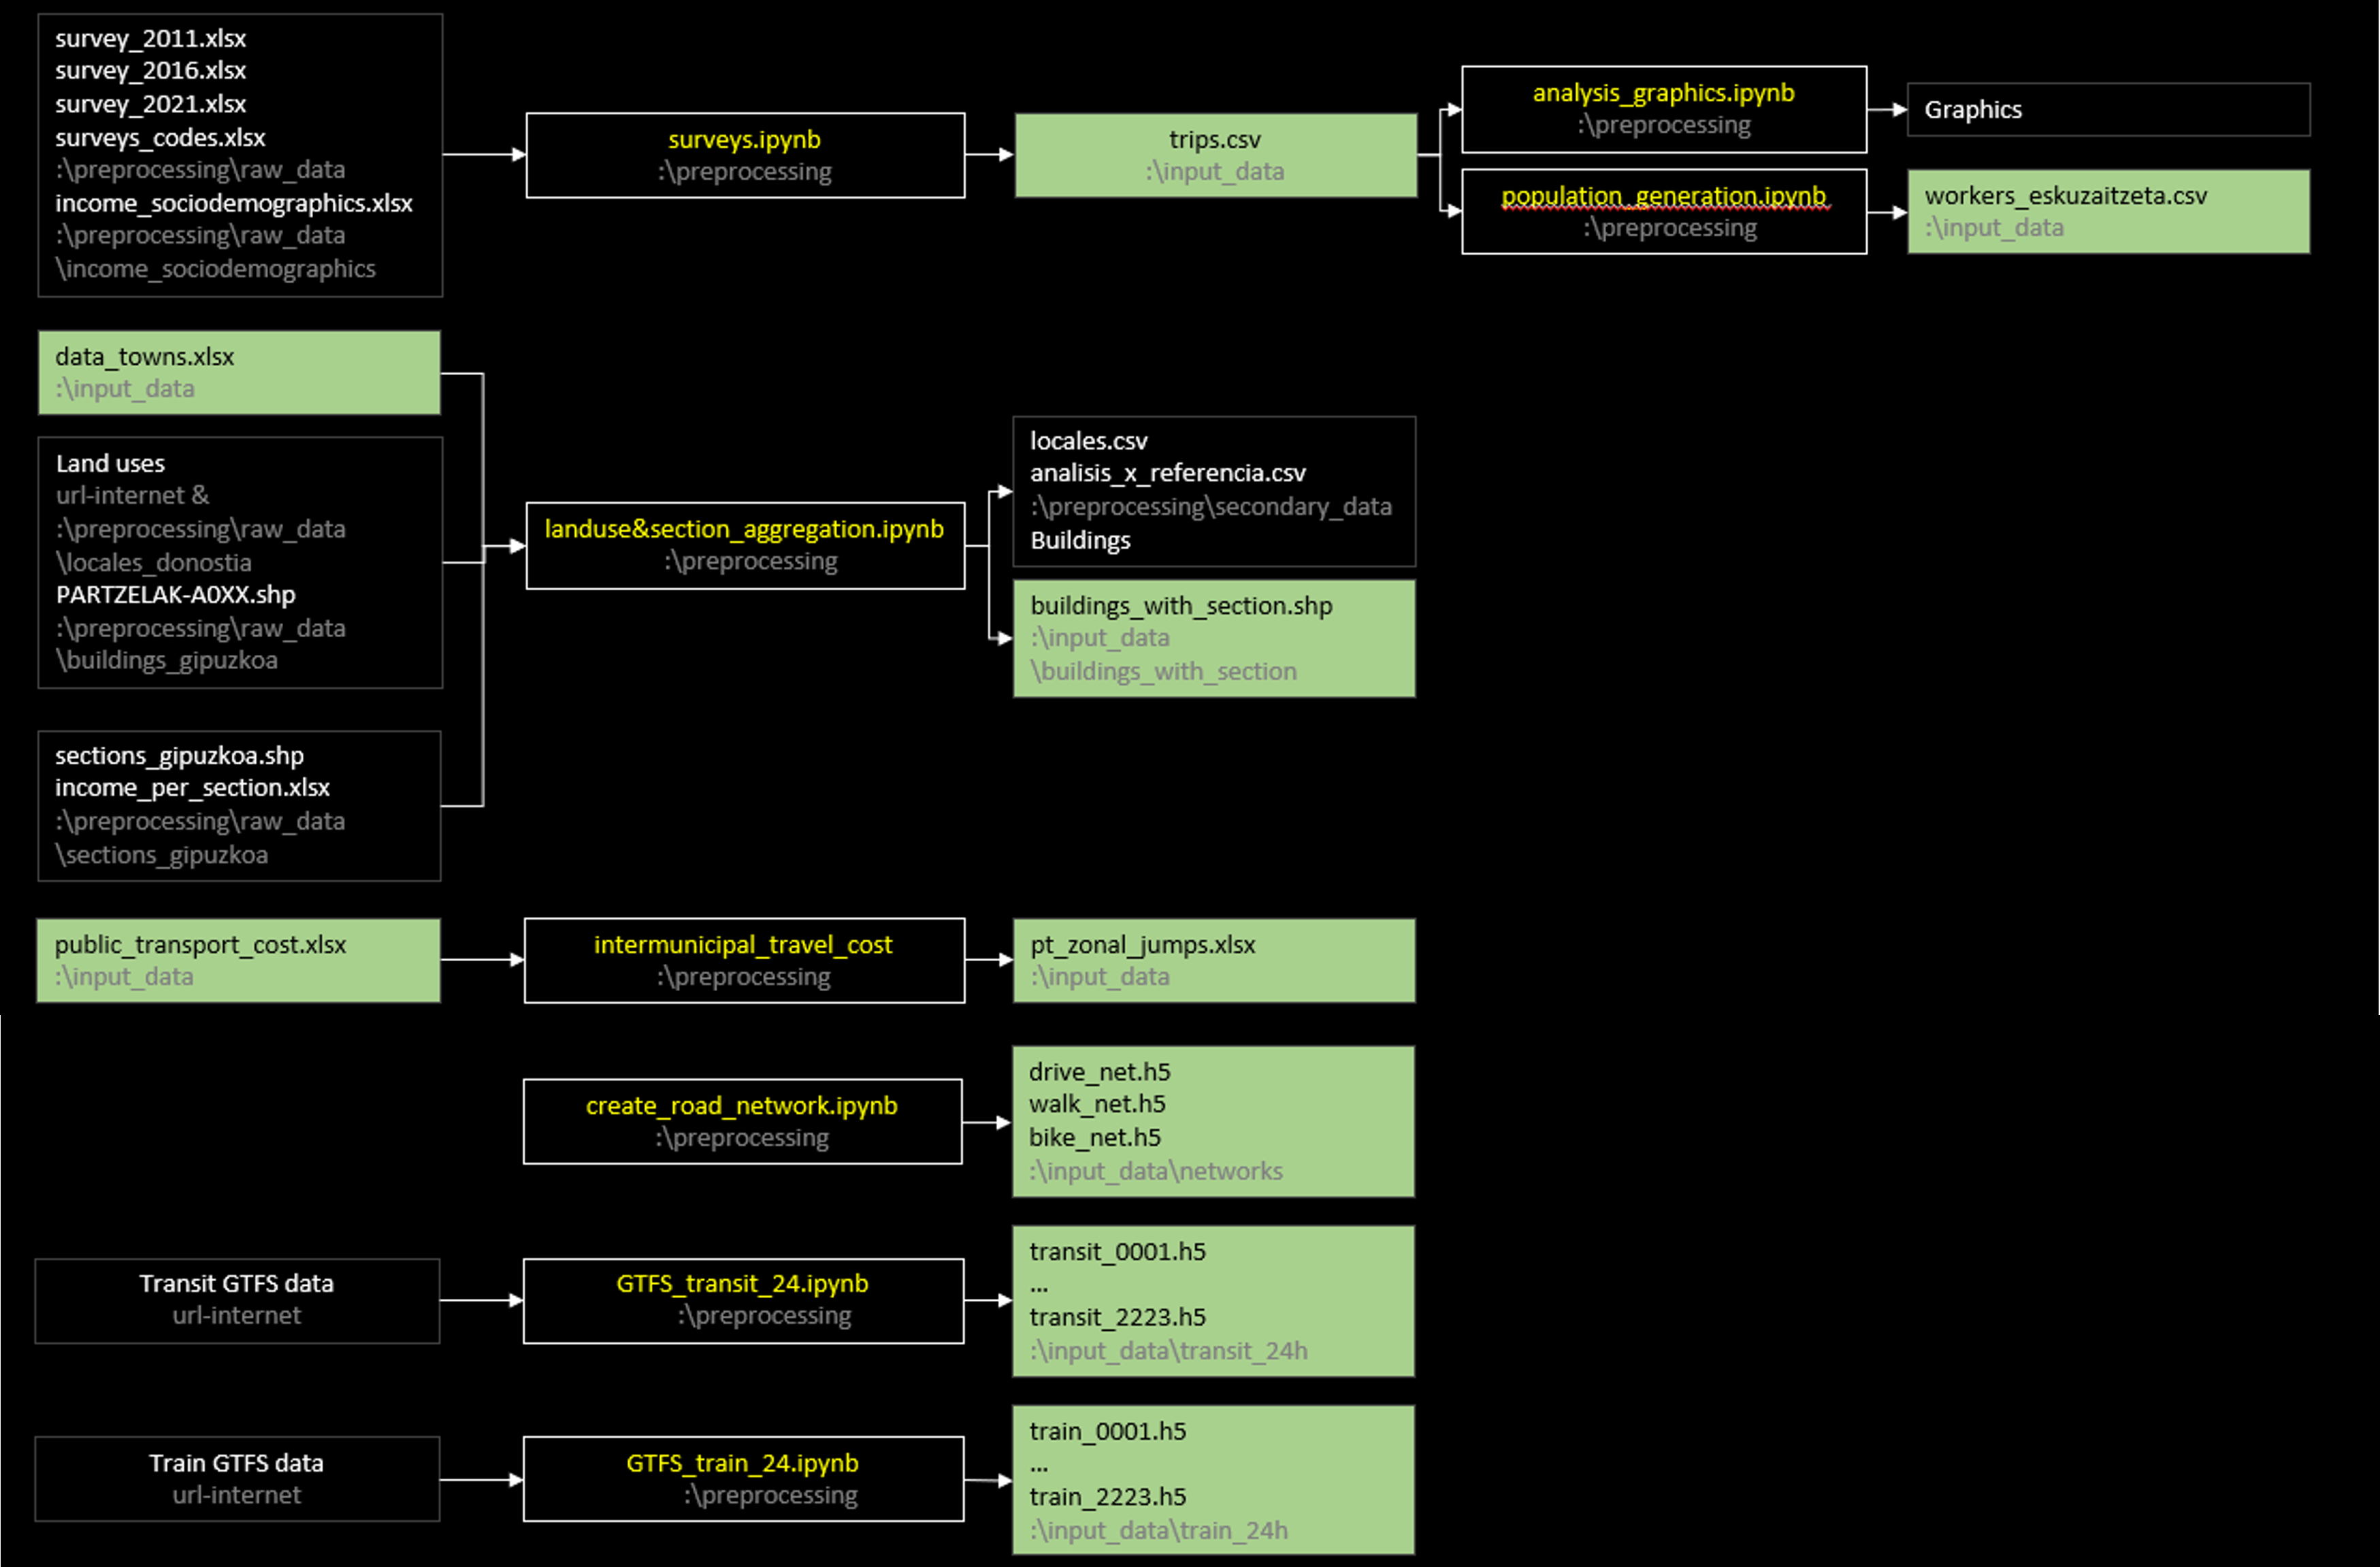 survey_2011.xlsx
survey_2016.xlsx
survey_2021.xlsx
surveys_codes.xlsx
:\preprocessing\raw_data
income_sociodemographics.xlsx
:\preprocessing\raw_data
\income_sociodemographics
surveys.ipynb
:\preprocessing
trips.csv
:\input_data
analysis_graphics.ipynb
:\preprocessing
Graphics
population_generation.ipynb
:\preprocessing
workers_eskuzaitzeta.csv
:\input_data
data_towns.xlsx
:\input_data
Land uses
url-internet &
:\preprocessing\raw_data
\locales_donostia
PARTZELAK-A0XX.shp
:\preprocessing\raw_data
\buildings_gipuzkoa
sections_gipuzkoa.shp
income_per_section.xlsx
:\preprocessing\raw_data
\sections_gipuzkoa
landuse&section_aggregation.ipynb
:\preprocessing
locales.csv
analisis_x_referencia.csv
:\preprocessing\secondary_data
Buildings
buildings_with_section.shp
:\input_data
\buildings_with_section
public_transport_cost.xlsx
:\input_data
intermunicipal_travel_cost
:\preprocessing
pt_zonal_jumps.xlsx
:\input_data
create_road_network.ipynb
:\preprocessing
drive_net.h5
walk_net.h5
bike_net.h5
:\input_data\networks
Transit GTFS data
url-internet
GTFS_transit_24.ipynb
:\preprocessing
transit_0001.h5
...
transit_2223.h5
:\input_data\transit_24h
Train GTFS data
url-internet
GTFS_train_24.ipynb
:\preprocessing
train_0001.h5
...
train_2223.h5
:\input_data\train_24h